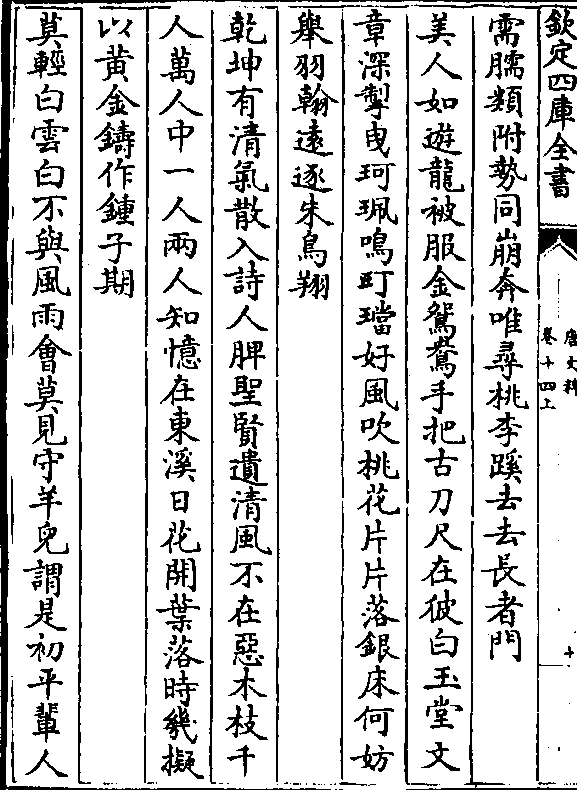 欽定四庫全書
唐文粹
卷十四上
十
需臑類附勢同崩奔唯尋桃李蹊去去長者門
美人如遊龍被服金鴛鴦手把古刀尺在彼白玉堂文
章深掣曳珂珮鳴玎璫好風吹桃花片片落銀床何妨
舉羽翰遠逐朱鳥翔
乾坤有清氣散入詩人脾聖賢遺清風不在惡木枝千
人萬人中一人兩人知憶在東溪日花開葉落時幾擬
以黄金鑄作鍾子期
莫輕白雲白不與風雨會莫見守羊兒謂是初平輩人